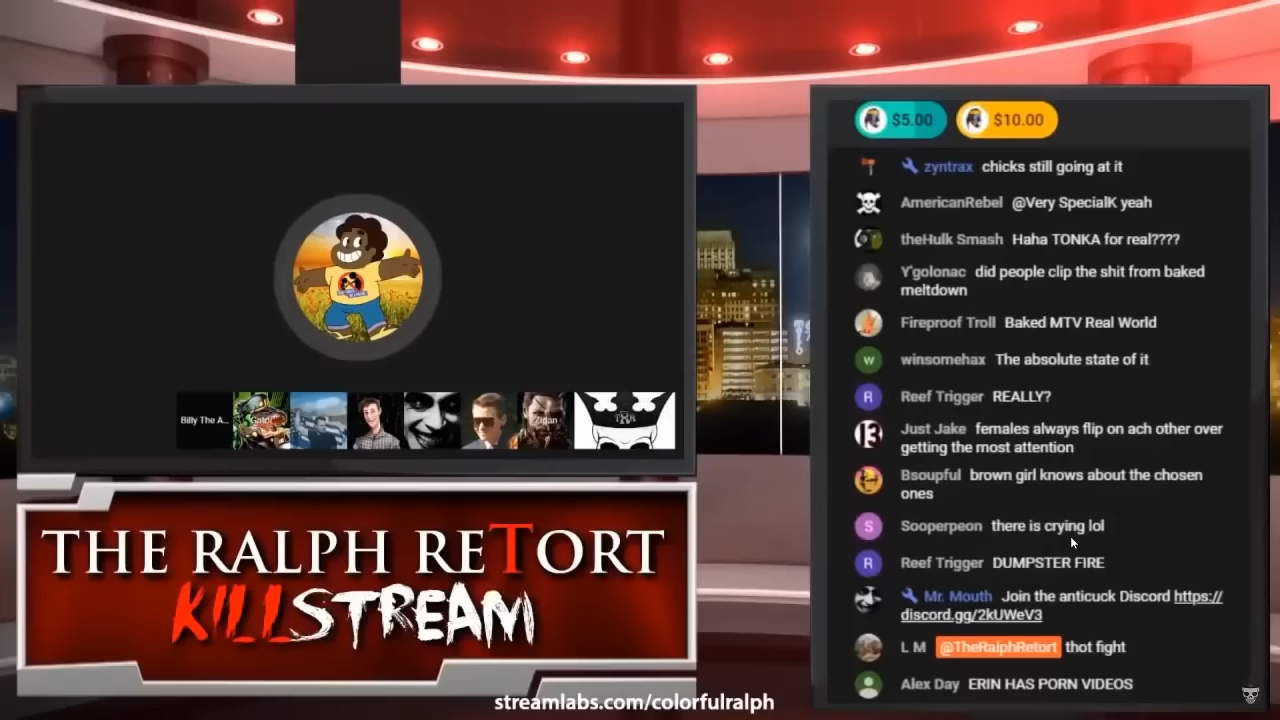 $5.00 $10.00
zyntrax chicks still going at it
AmericanRebel @Very SpecialK yeah
theHulk Smash Haha TONKA for real????
Y'golonac did people clip the shit from baked
meltdown
Fireproof Troll Baked MTV Real World
W winsomehax The absolute state of it
R Reef Trigger REALLY?
13 Just Jake females always flip on ach other over
getting the most attention
Bsoupful brown girl knows about the chosen
ones
S Sooperpeon there is crying lol
R Reef Trigger DUMPSTER FIRE
Mr. Mouth Join the anticuck Discord https://
discord.gg/2kUWeV3
L M @TheRalphRetort thot fight
Alex Day ERIN HAS PORN VIDEOS
Billy The A... Gator Zidan TRR
THE RALPH RETORT
KILLSTREAM
streamlabs.com/colorfulralph